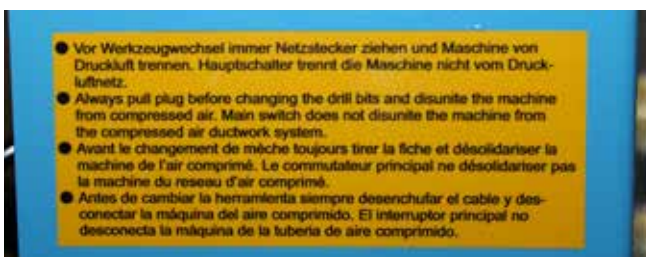 ● Vor Werkzeugwechsel immer Netzstecker ziehen und Maschine von
Druckluft trennen. Hauptschalter trennt die Maschine nicht vom Druck-
luftnetz.
● Always pull plug before changing the drill bits and disunite the machine
from compressed air. Main switch does not disunite the machine from
the compressed air ductwork system.
● Avant le changement de mèche toujours tirer la fiche et désolidariser la
machine de l'air comprimé. Le commutateur principal ne désolidariser pas
la machine du reseau d'air comprimé.
● Antes de cambiar la herramienta siempre desenchufar el cable y des-
conectar la máquina del aire comprimido. El interruptor principal no
desconecta la máquina de la tuberia de aire comprimido.